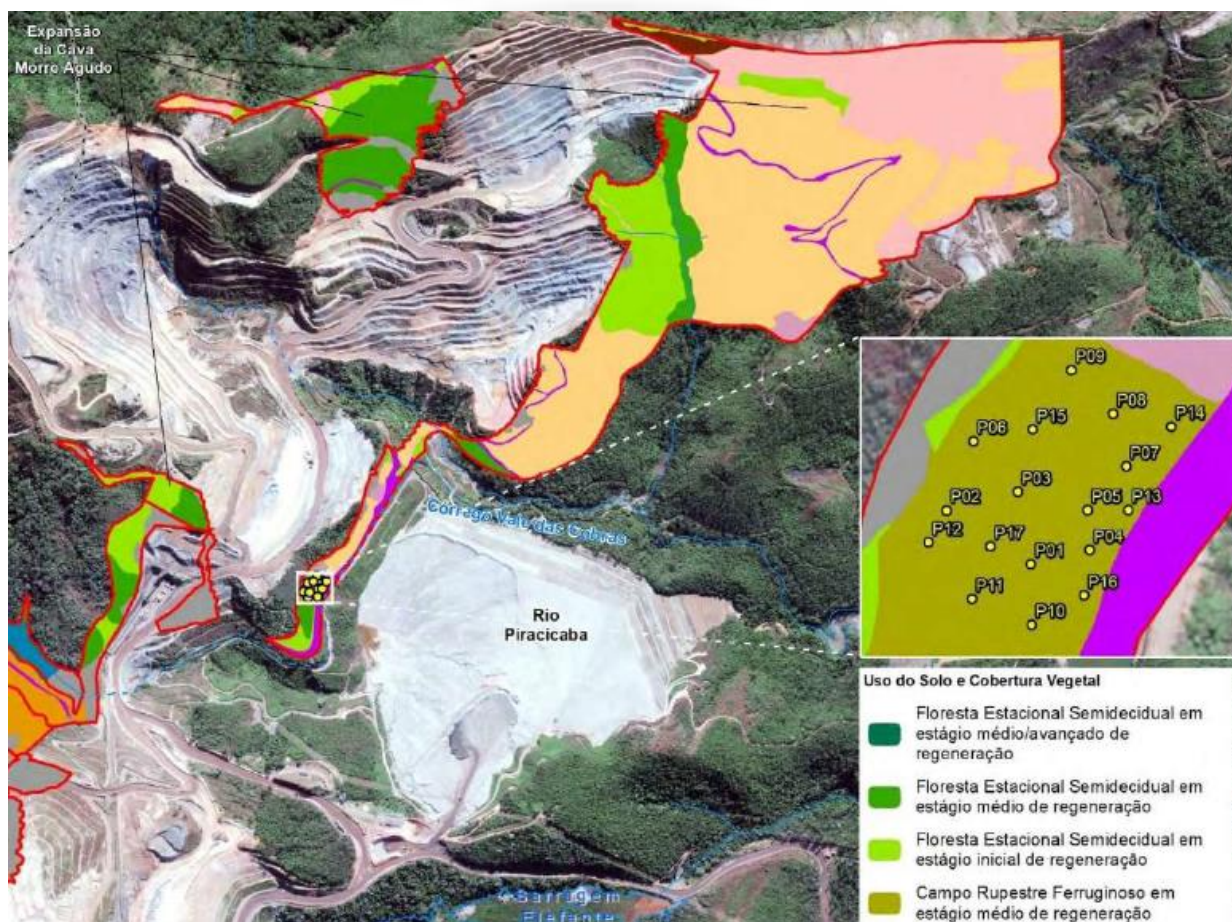 Expansão
da Cava
Morro Agudo
Córrego Vale das Cobras
Rio
Piracicaba
Barragem
Elefante
P09
P08
P14
P15
P06
P07
P03
P02
P05
P13
P12
P17
P04
P01
P11
P16
P10
Uso do Solo e Cobertura Vegetal
Floresta Estacional Semidecidual em
estágio médio/avançado de
regeneração
Floresta Estacional Semidecidual em
estágio médio de regeneração
Floresta Estacional Semidecidual em
estágio inicial de regeneração
Campo Rupestre Ferruginoso em
estágio médio de regeneração